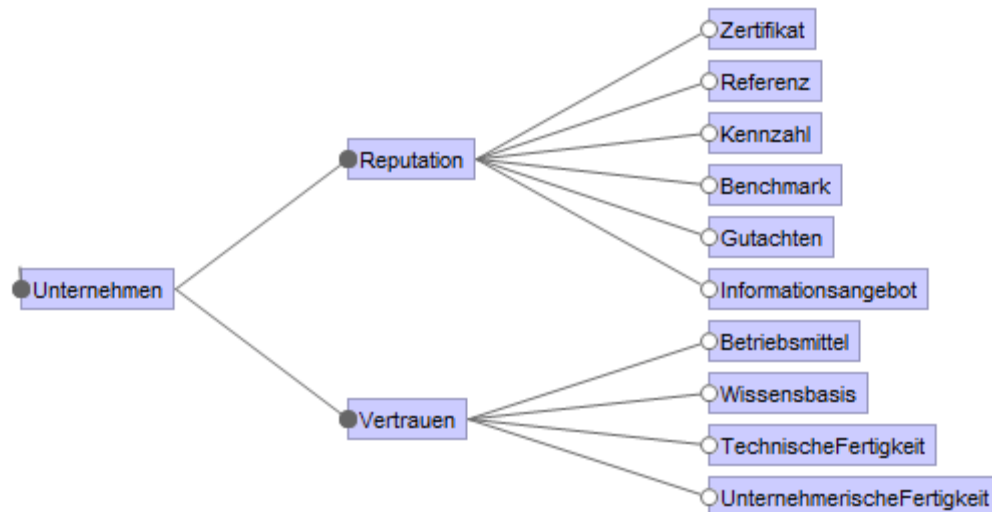 Zertifikat
Referenz
Kennzahl
Reputation
Benchmark
Gutachten
Unternehmen
Informationsangebot
Betriebsmittel
Wissensbasis
Vertrauen
TechnischeFertigkeit
UnternehmerischeFertigkeit